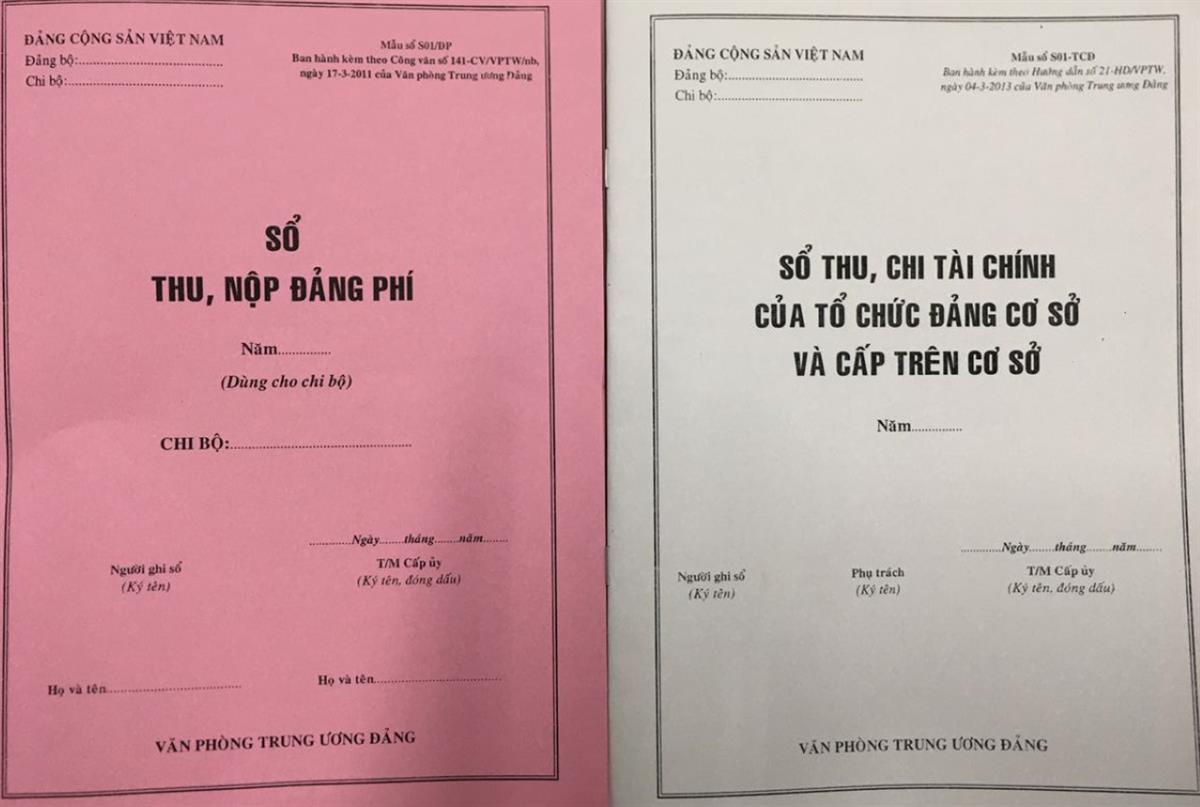 ĐẢNG CỘNG SẢN VIỆT NAM
Đảng bộ:...............................................
Chi bộ:..................................................
Mẫu số S01/ĐP
Ban hành kèm theo Công văn số 141-CV/VPTW/nb,
ngày 17-3-2011 của Văn phòng Trung ương Đảng
SỔ
THU, NỘP ĐẢNG PHÍ
Năm...............
(Dùng cho chi bộ)
CHI BỘ:...............................................
............Ngày.......tháng.......năm.......
Người ghi sổ
(Ký tên)
T/M Cấp ủy
(Ký tên, đóng dấu)
Họ và tên...................................
Họ và tên...................................
VĂN PHÒNG TRUNG ƯƠNG ĐẢNG
ĐẢNG CỘNG SẢN VIỆT NAM
Đảng bộ:...............................................
Chi bộ:..................................................
Mẫu số S01-TCĐ
Ban hành kèm theo Hướng dẫn số 21-HD/VPTW,
ngày 04-3-2013 của Văn phòng Trung ương Đảng
SỔ THU, CHI TÀI CHÍNH
CỦA TỔ CHỨC ĐẢNG CƠ SỞ
VÀ CẤP TRÊN CƠ SỞ
Năm..............
............Ngày.......tháng.......năm.......
Người ghi sổ
(Ký tên)
Phụ trách
(Ký tên)
T/M Cấp ủy
(Ký tên, đóng dấu)
VĂN PHÒNG TRUNG ƯƠNG ĐẢNG